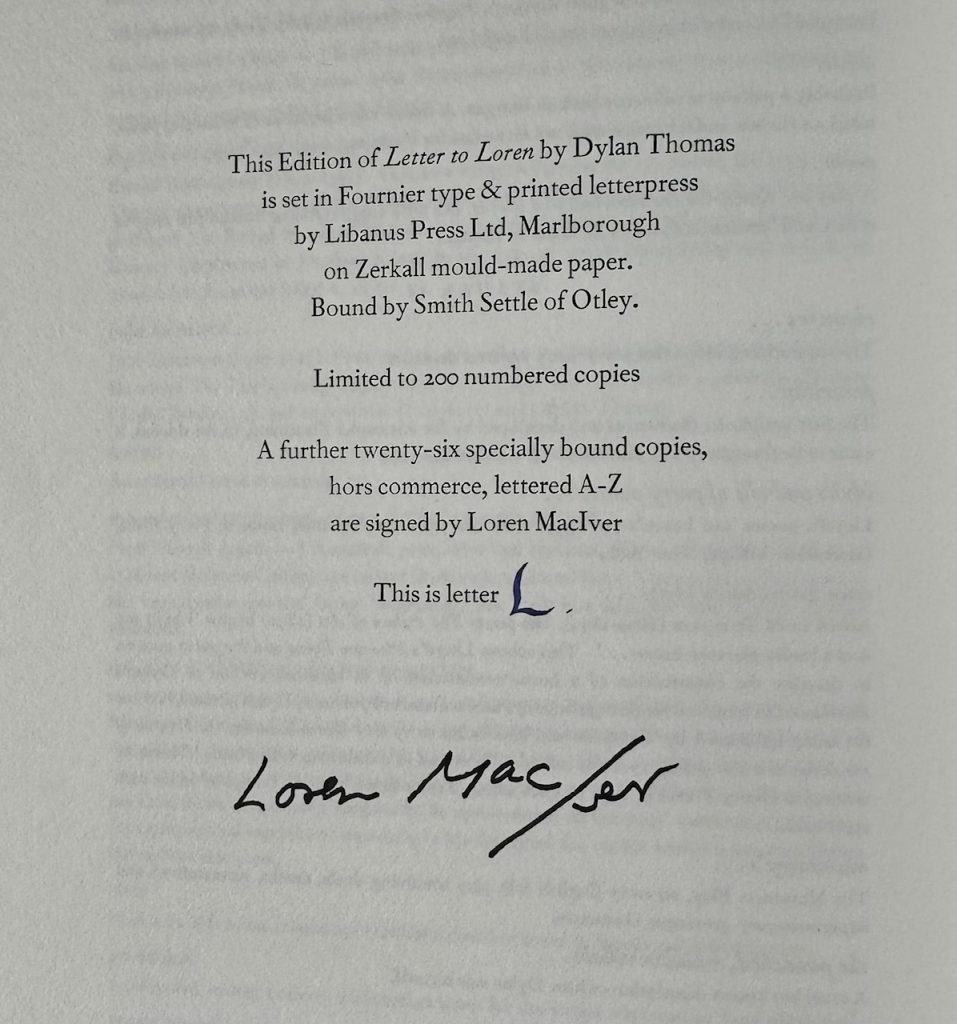 This Edition of Letter to Loren by Dylan Thomas
is set in Fournier type & printed letterpress
by Libanus Press Ltd, Marlborough
on Zerkall mould-made paper.
Bound by Smith Settle of Otley.
Limited to 200 numbered copies
A further twenty-six specially bound copies,
hors commerce, lettered A-Z
are signed by Loren MacIver
This is letter L.
Loren MacIver